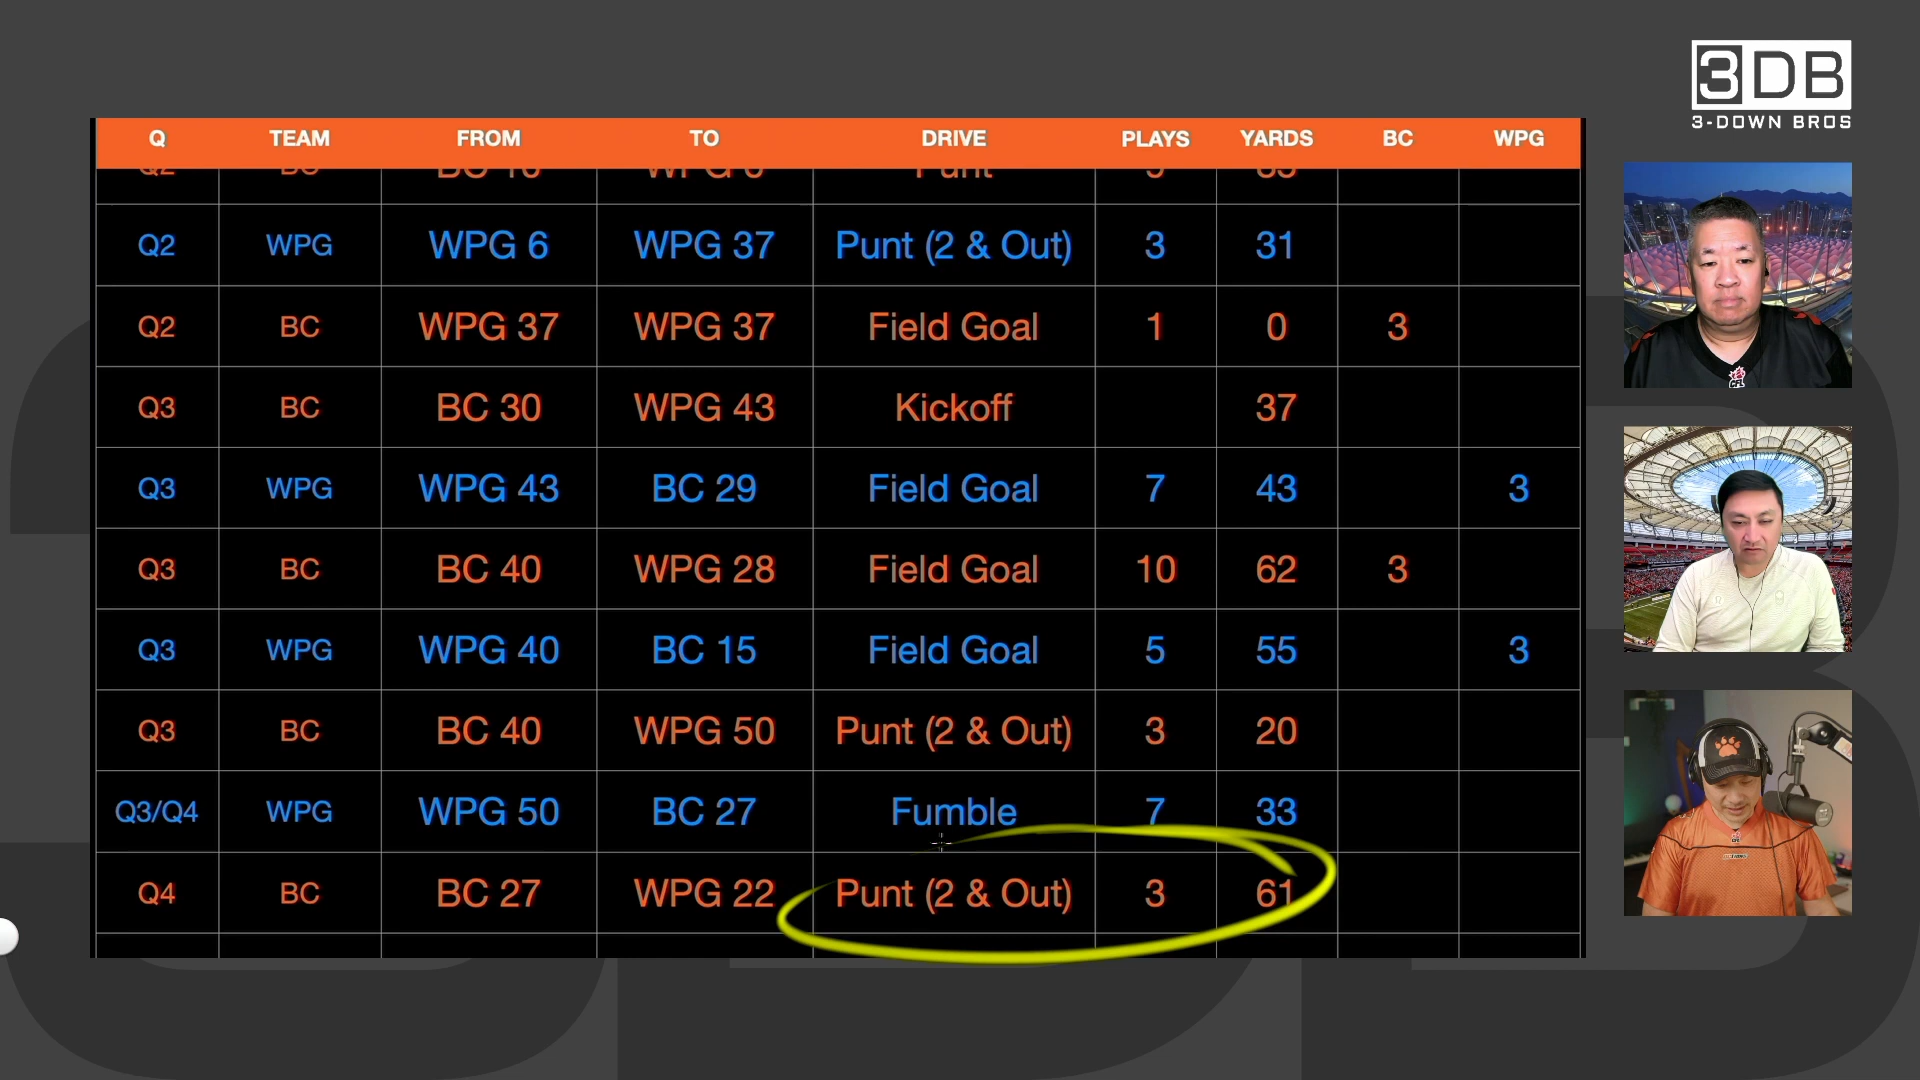 3DB
3-DOWN BROS
Q TEAM FROM TO DRIVE PLAYS YARDS BC WPG
Q2 BC Punt
Q2 WPG WPG 6 WPG 37 Punt (2 & Out) 3 31
Q2 BC WPG 37 WPG 37 Field Goal 1 0 3
Q3 BC BC 30 WPG 43 Kickoff 37
Q3 WPG WPG 43 BC 29 Field Goal 7 43 3
Q3 BC BC 40 WPG 28 Field Goal 10 62 3
Q3 WPG WPG 40 BC 15 Field Goal 5 55 3
Q3 BC BC 40 WPG 50 Punt (2 & Out) 3 20
Q3/Q4 WPG WPG 50 BC 27 Fumble 7 33
Q4 BC BC 27 WPG 22 Punt (2 & Out) 3 61